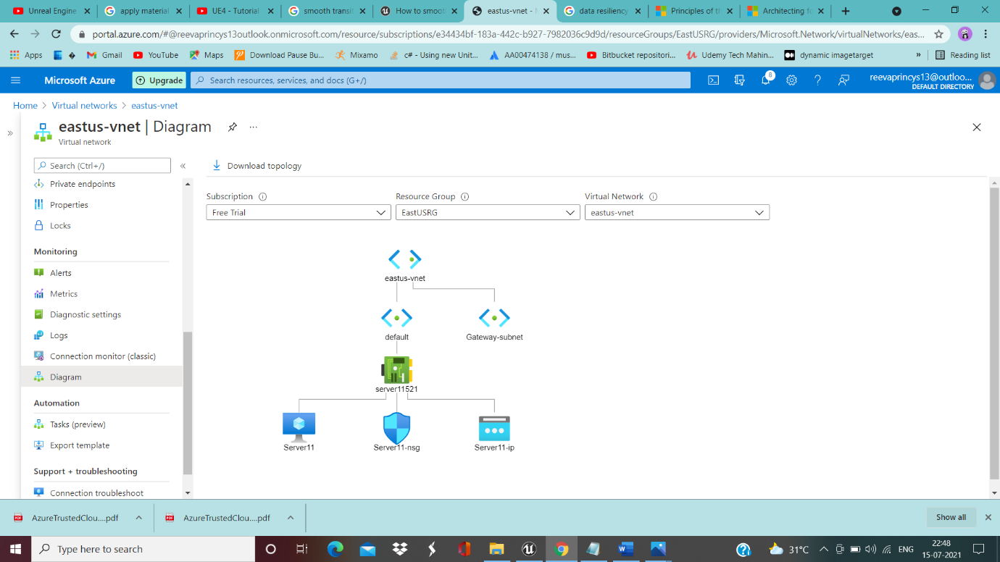 Unreal Engine
apply material
UE4 - Tutorial
smooth transit
How to smoot
eastus-vnet - M
data resiliency
Principles of th
Architecting fo
portal.azure.com/#@reevaprincys13outlook.onmicrosoft.com/resource/subscriptions/e34434bf-183a-442c-b927-7982036c9d9d/resourceGroups/EastUSRG/providers/Microsoft.Network/virtualNetworks/eas...
Apps
Gmail
YouTube
Maps
Download Pause Bu...
Mixamo
c# - Using new Unit...
AA00474138 / mus...
Bitbucket repositori...
Udemy Tech Mahin...
dynamic imagetarget
»
Reading list
Microsoft Azure
Upgrade
Search resources, services, and docs (G+/)
8
reevaprincys13@outloo...
DEFAULT DIRECTORY
Home > Virtual networks > eastus-vnet
eastus-vnet | Diagram
...
Virtual network
Search (Ctrl+/)
Download topology
Private endpoints
Properties
Locks
Monitoring
Alerts
Metrics
Diagnostic settings
Logs
Connection monitor (classic)
Diagram
Automation
Tasks (preview)
Export template
Support + troubleshooting
Connection troubleshoot
Subscription
Resource Group
Virtual Network
Free Trial
EastUSRG
eastus-vnet
eastus-vnet
default
Gateway-subnet
server11521
Server11
Server11-nsg
Server11-ip
AzureTrustedClou....pdf
AzureTrustedClou....pdf
Show all
Type here to search
31°C
ENG
22:48
15-07-2021